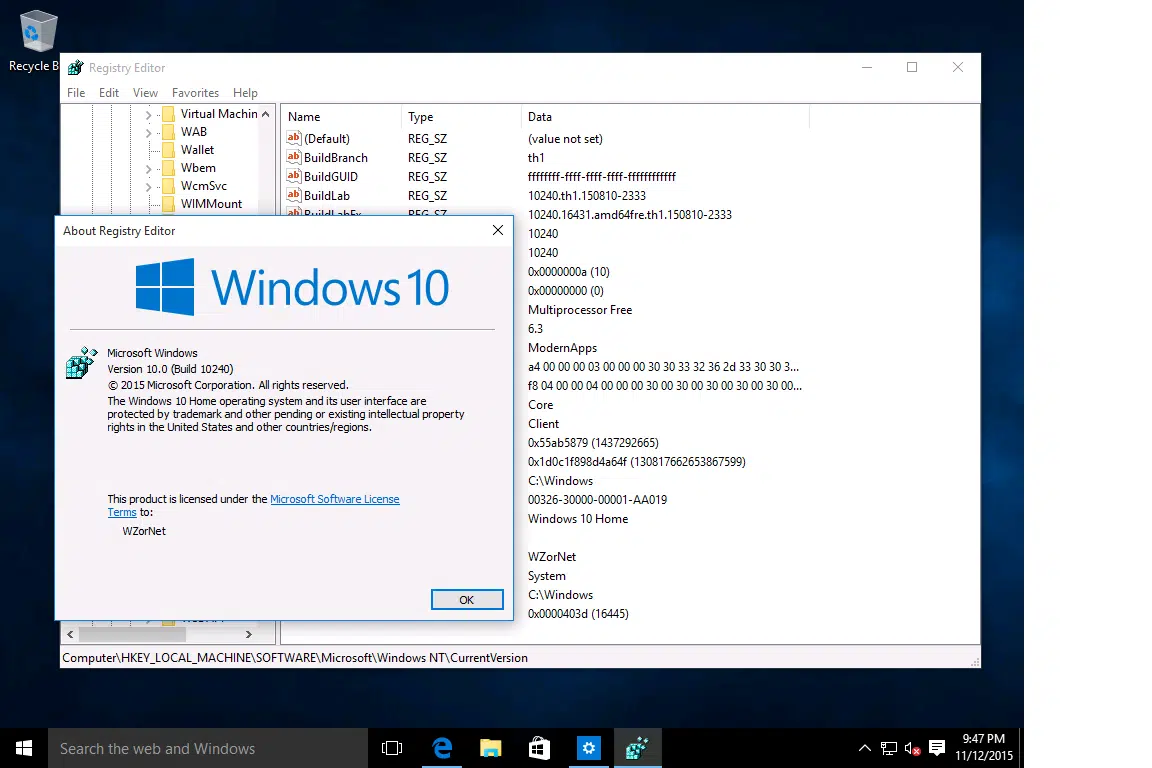 Recycle B
Registry Editor
File Edit View Favorites Help
Virtual Machin
WAB
Wallet
Wbem
WcmSvc
WIMMount
Name Type Data
ab (Default) REG_SZ (value not set)
ab BuildBranch REG_SZ th1
ab BuildGUID REG_SZ ffffffff-ffff-ffff-ffff-ffffffffffff
ab BuildLab REG_SZ 10240.th1.150810-2333
ab BuildLabEx REG_SZ 10240.16431.amd64fre.th1.150810-2333
10240
10240
0x0000000a (10)
0x00000000 (0)
Multiprocessor Free
6.3
ModernApps
a4 00 00 00 03 00 00 00 30 30 33 32 36 2d 33 30 30 3...
f8 04 00 00 04 00 00 00 30 00 30 00 30 00 30 00 30 00...
Core
Client
0x55ab5879 (1437292665)
0x1d0c1f898d4a64f (130817662653867599)
C:\Windows
00326-30000-00001-AA019
Windows 10 Home
WZorNet
System
C:\Windows
0x0000403d (16445)
About Registry Editor
Windows 10
Microsoft Windows
Version 10.0 (Build 10240)
© 2015 Microsoft Corporation. All rights reserved.
The Windows 10 Home operating system and its user interface are
protected by trademark and other pending or existing intellectual property
rights in the United States and other countries/regions.
This product is licensed under the Microsoft Software License
Terms to:
WZorNet
OK
Computer\HKEY_LOCAL_MACHINE\SOFTWARE\Microsoft\Windows NT\CurrentVersion
Search the web and Windows
9:47 PM
11/12/2015